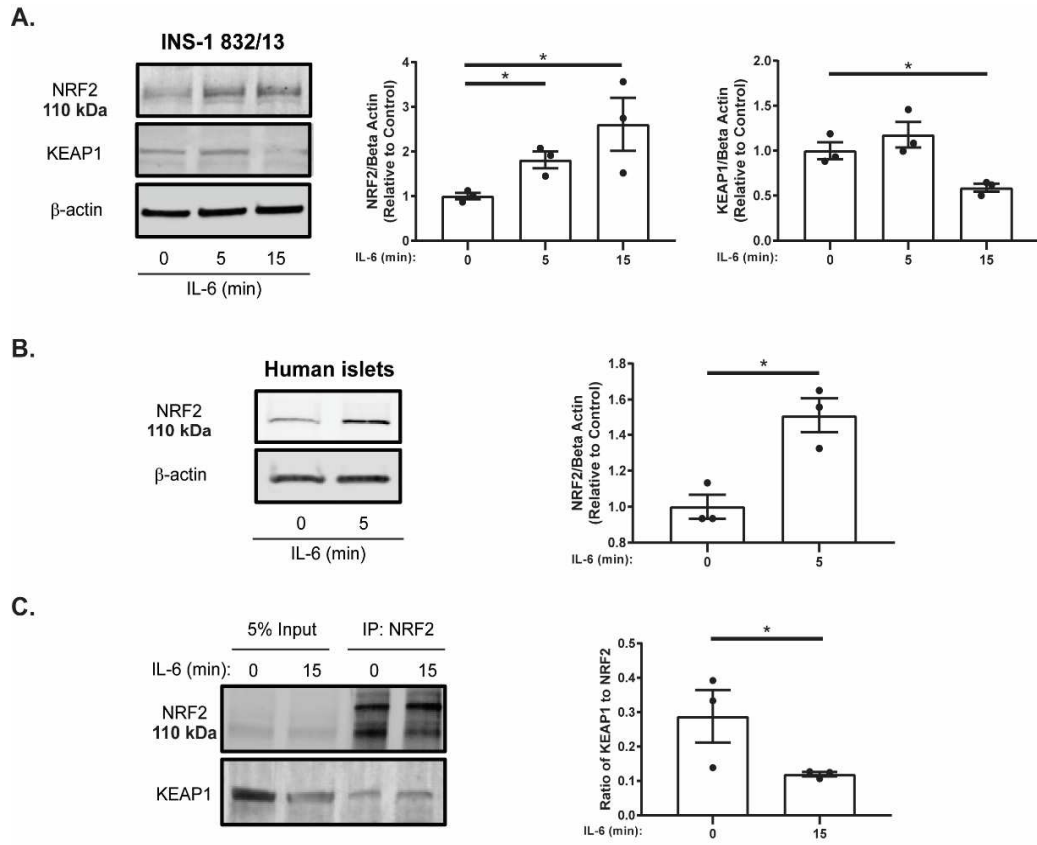 A.
INS-1 832/13
NRF2
110 kDa
KEAP1
β-actin
0 5 15
IL-6 (min)
NRF2/Beta Actin
(Relative to Control)
4
3
2
1
0
*
*
IL-6 (min): 0 5 15
KEAP1/Beta Actin
(Relative to Control)
2.0
1.5
1.0
0.5
0.0
*
IL-6 (min): 0 5 15
B.
Human islets
NRF2
110 kDa
β-actin
0 5
IL-6 (min)
NRF2/Beta Actin
(Relative to Control)
1.8
1.6
1.4
1.2
1.0
0.8
*
IL-6 (min): 0 5
C.
5% Input IP: NRF2
IL-6 (min): 0 15 0 15
NRF2
110 kDa
KEAP1
Ratio of KEAP1 to NRF2
0.5
0.4
0.3
0.2
0.1
0.0
*
IL-6 (min): 0 15